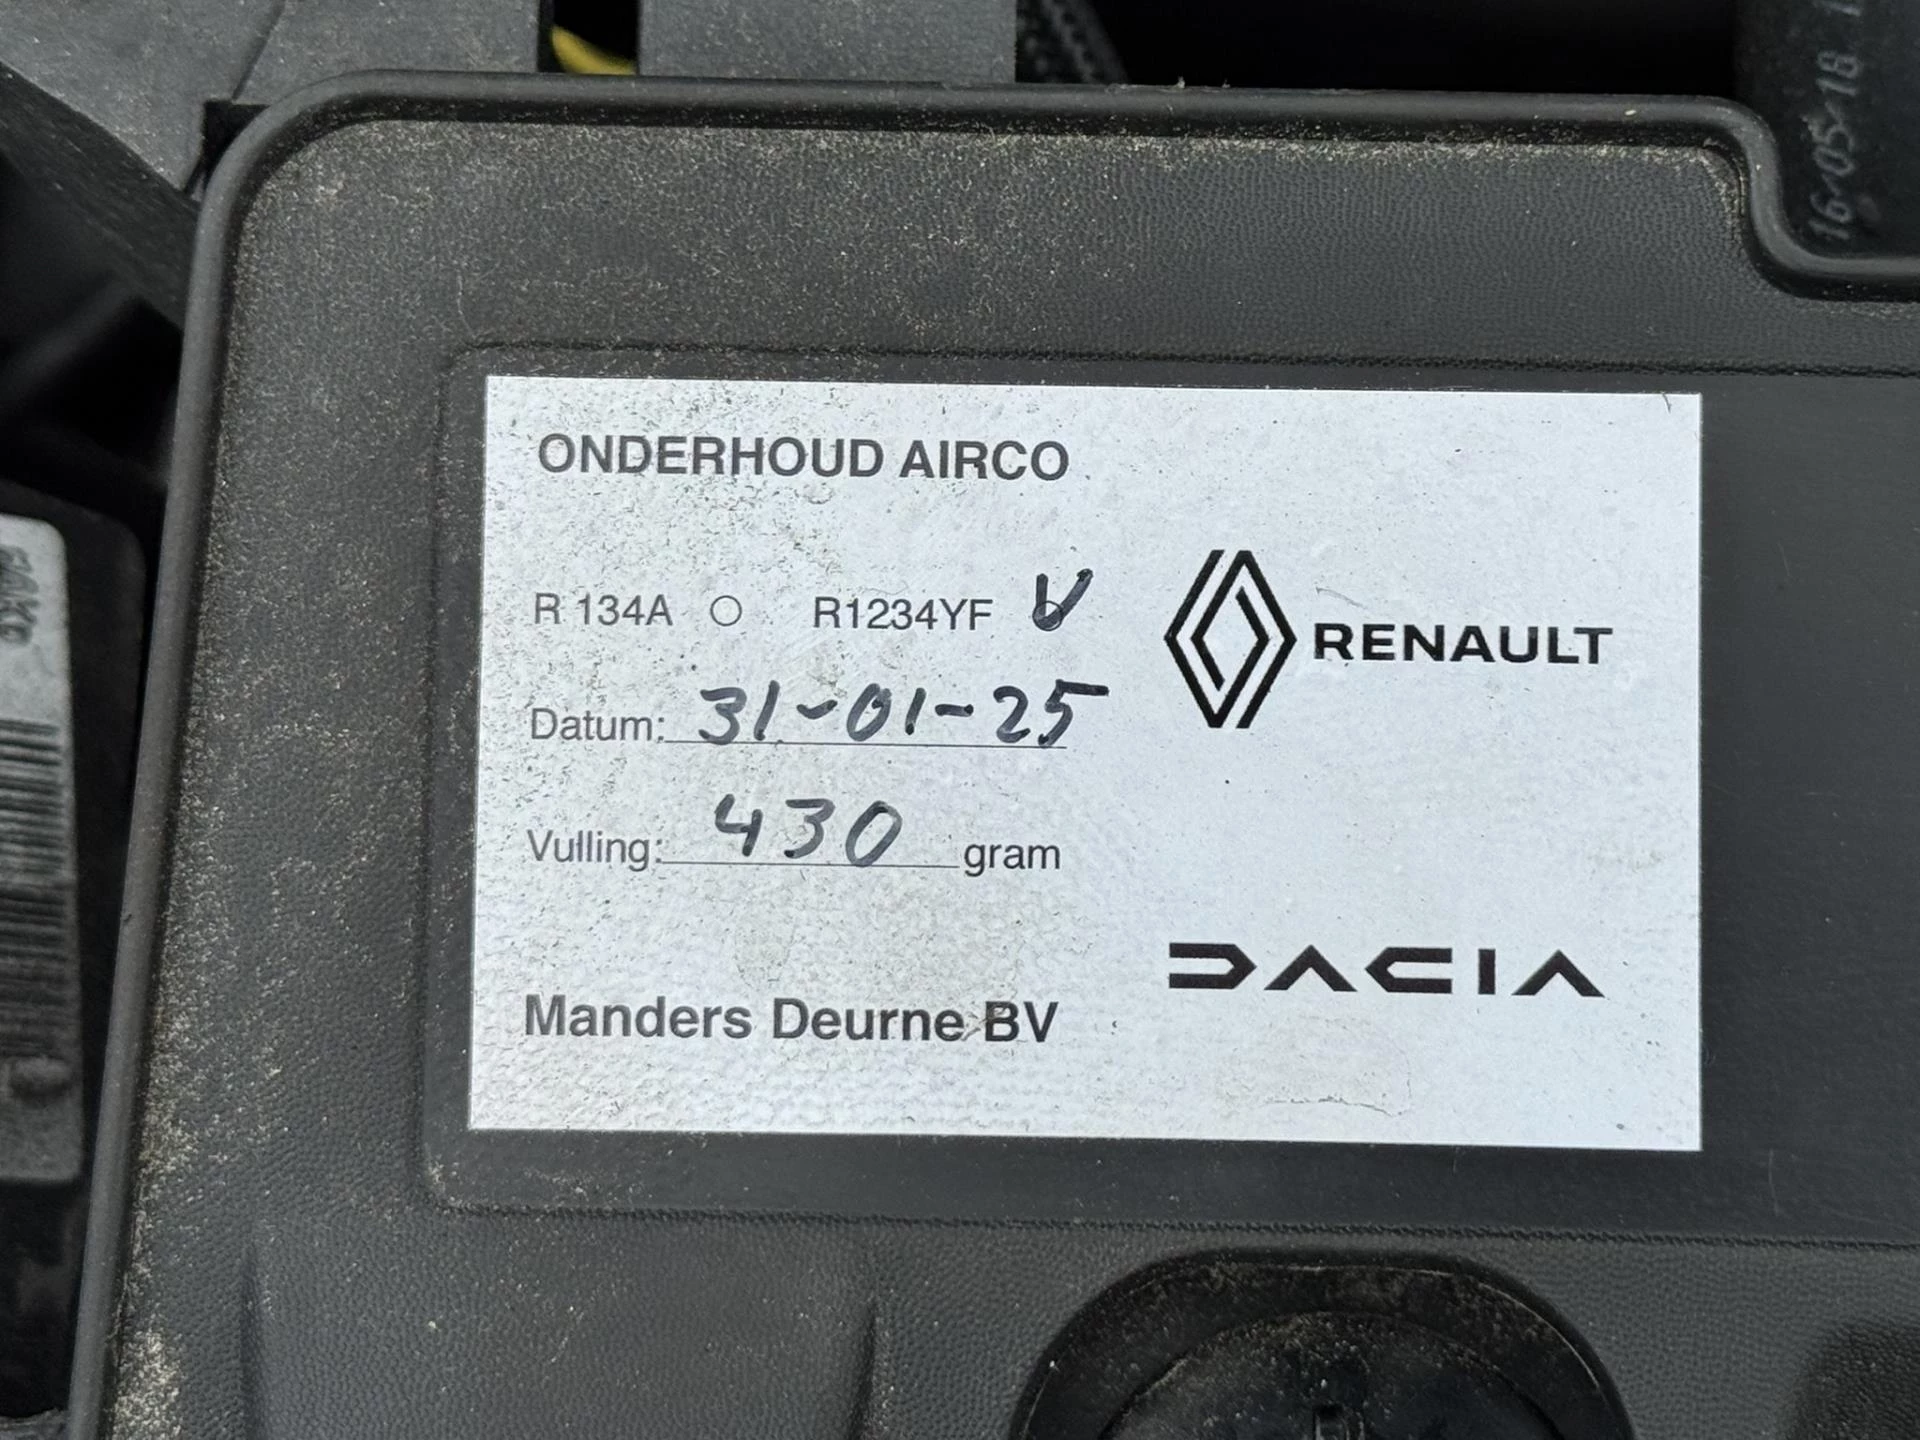 16-05-18
ONDERHOUD AIRCO
R 134A R1234YF V
RENAULT
Datum: 31-01-25
Vulling: 430 gram
DACIA
Manders Deurne BV